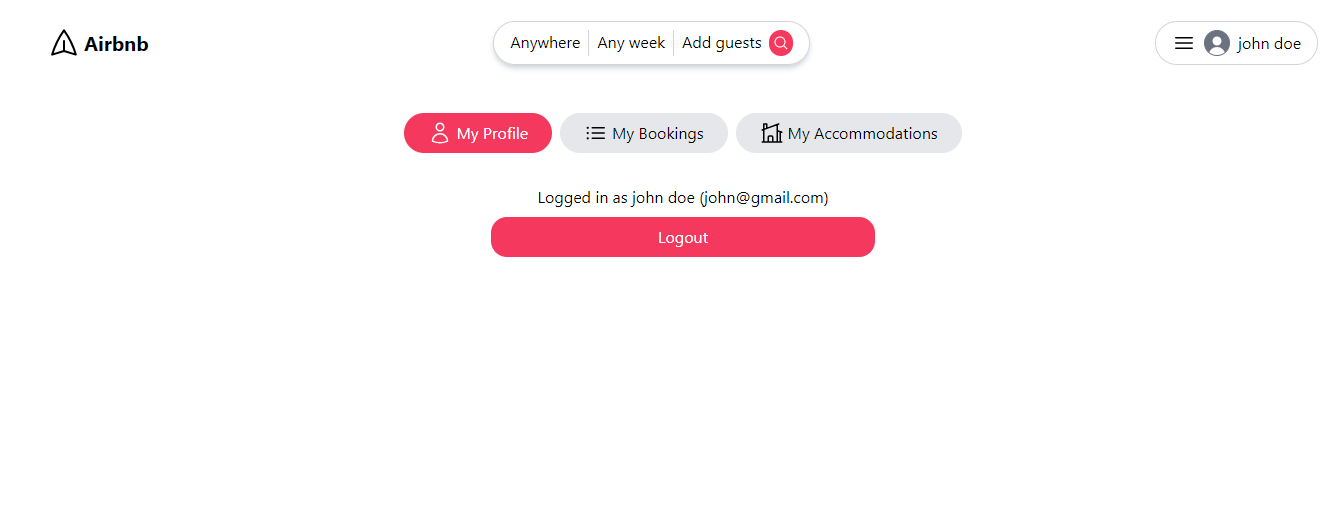 Airbnb
Anywhere Any week Add guests
john doe
My Profile My Bookings My Accommodations
Logged in as john doe (john@gmail.com)
Logout